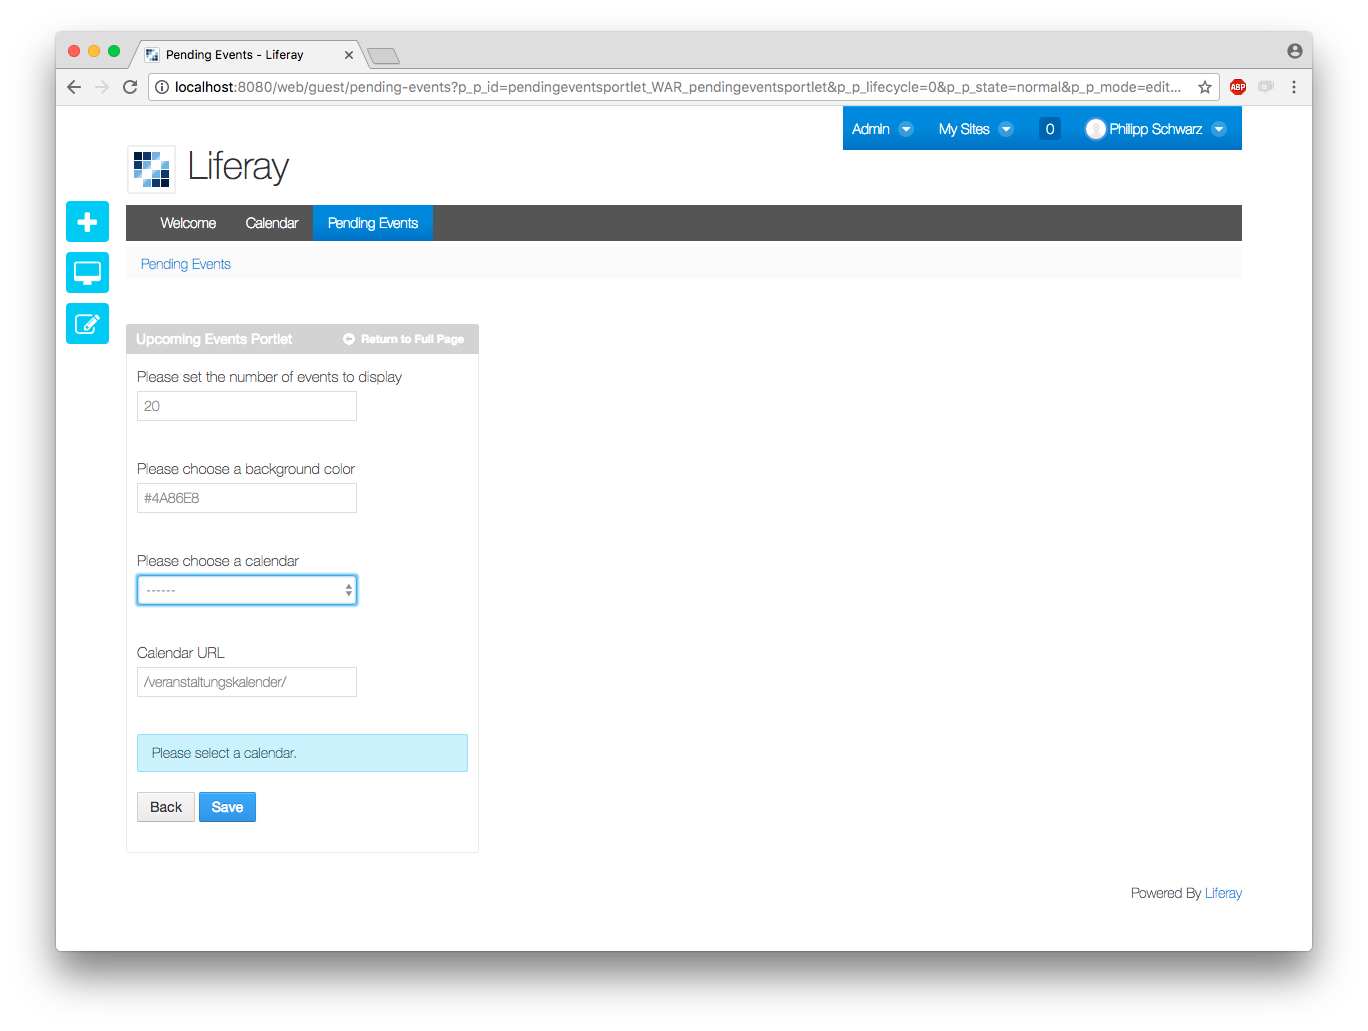 Pending Events - Liferay
localhost:8080/web/guest/pending-events?p_p_id=pendingeventsportlet_WAR_pendingeventsportlet&p_p_lifecycle=0&p_p_state=normal&p_p_mode=edit...
ABP
Admin My Sites 0 Philipp Schwarz
Liferay
Welcome Calendar Pending Events
Pending Events
Upcoming Events Portlet Return to Full Page
Please set the number of events to display
20
Please choose a background color
#4A86E8
Please choose a calendar
------
Calendar URL
/veranstaltungskalender/
Please select a calendar.
Back Save
Powered By Liferay